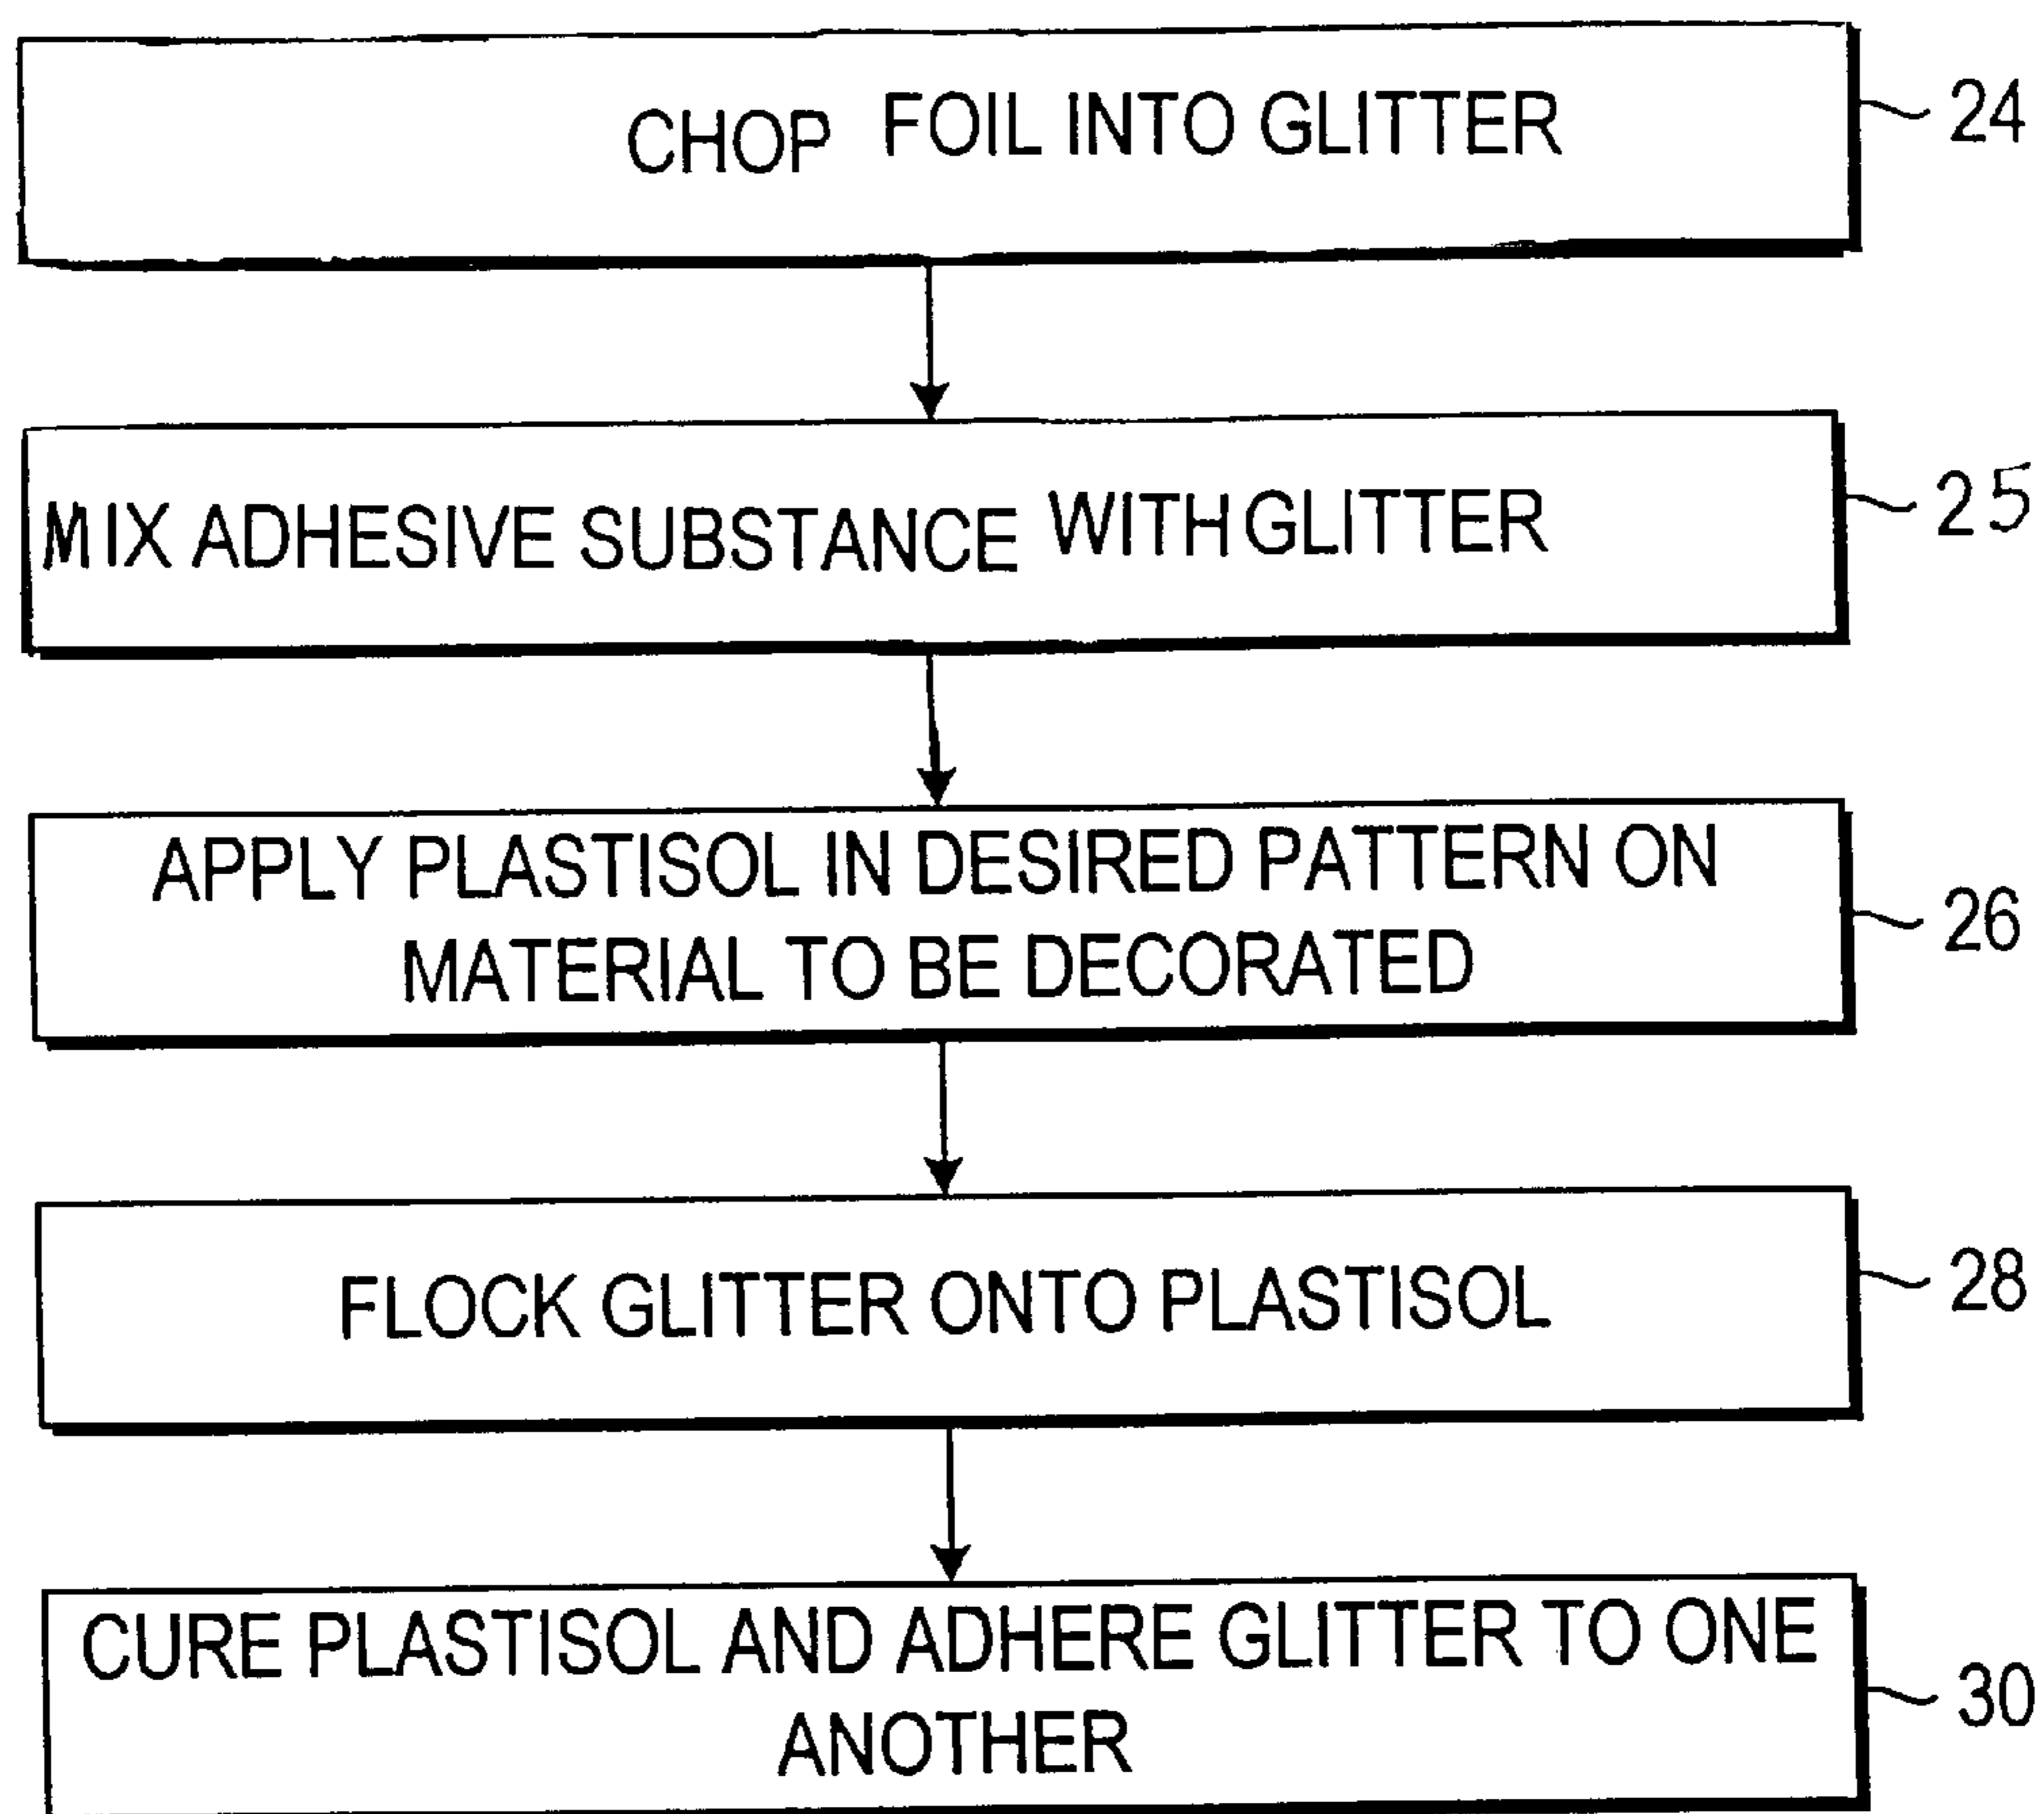 CHOP FOIL INTO GLITTER 24
MIX ADHESIVE SUBSTANCE WITH GLITTER 25
APPLY PLASTISOL IN DESIRED PATTERN ON
MATERIAL TO BE DECORATED 26
FLOCK GLITTER ONTO PLASTISOL 28
CURE PLASTISOL AND ADHERE GLITTER TO ONE
ANOTHER 30